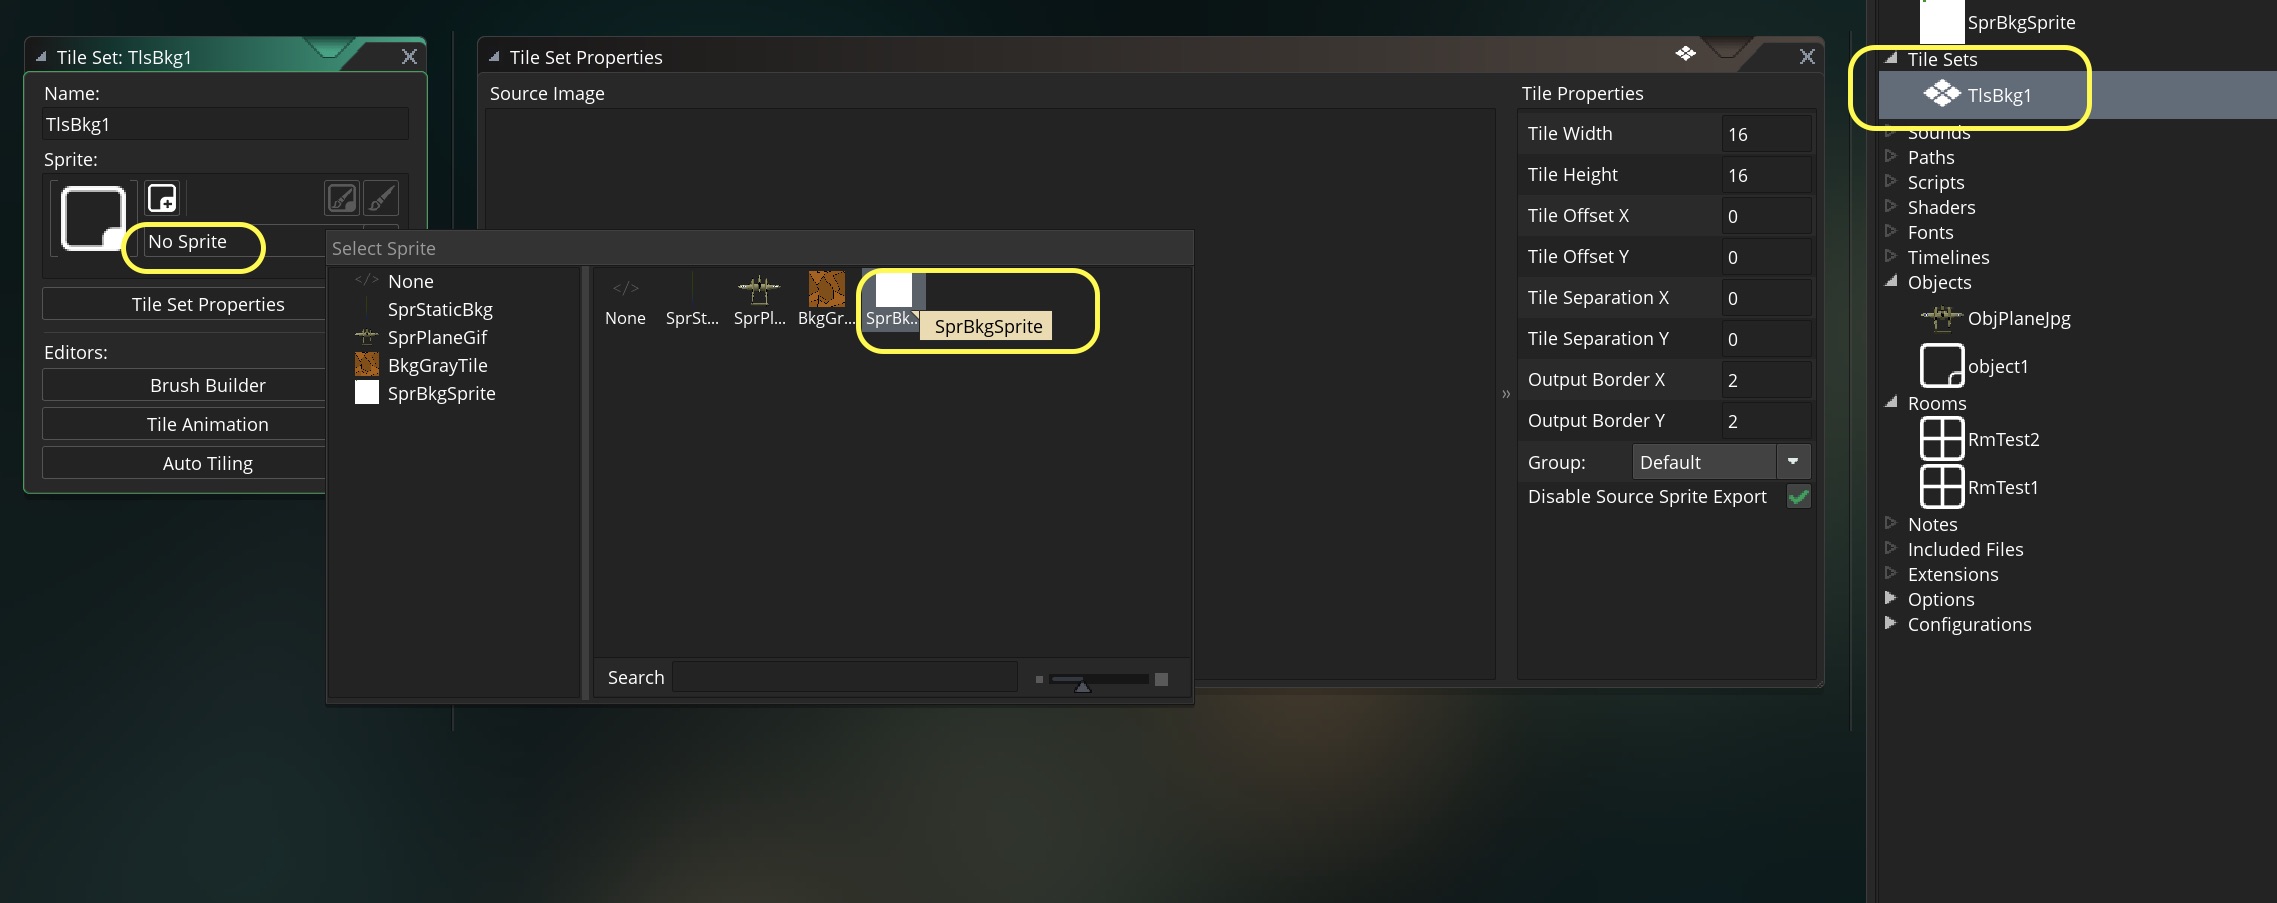 Tile Set: TlsBkg1
Name:
TlsBkg1
Sprite:
No Sprite
Tile Set Properties
Editors:
Brush Builder
Tile Animation
Auto Tiling
Tile Set Properties
Source Image
Select Sprite
</> None
SprStaticBkg
SprPlaneGif
BkgGrayTile
SprBkgSprite
</>
None
SprSt...
SprPl...
BkgGr...
SprBk...
SprBkgSprite
Search
»
Tile Properties
Tile Width 16
Tile Height 16
Tile Offset X 0
Tile Offset Y 0
Tile Separation X 0
Tile Separation Y 0
Output Border X 2
Output Border Y 2
Group: Default
Disable Source Sprite Export
SprBkgSprite
Tile Sets
TlsBkg1
Sounds
Paths
Scripts
Shaders
Fonts
Timelines
Objects
ObjPlaneJpg
object1
Rooms
RmTest2
RmTest1
Notes
Included Files
Extensions
Options
Configurations